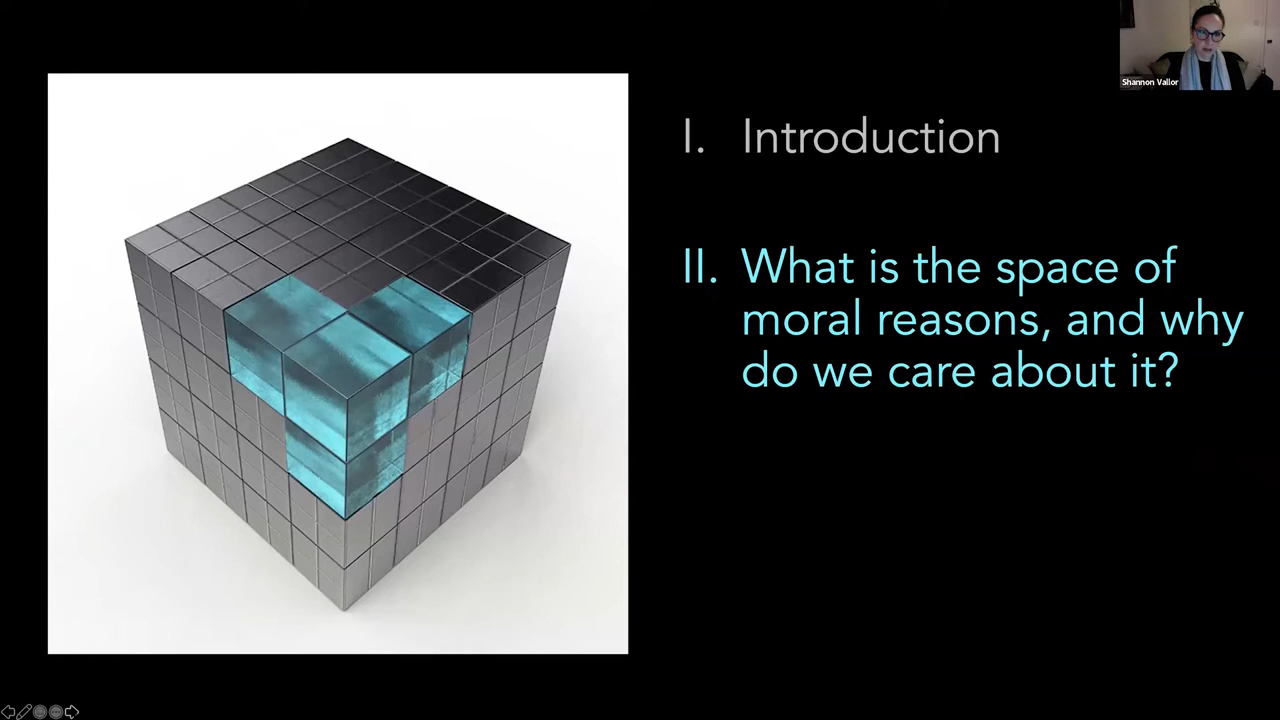 Shannon Vallor
I. Introduction
II. What is the space of
moral reasons, and why
do we care about it?